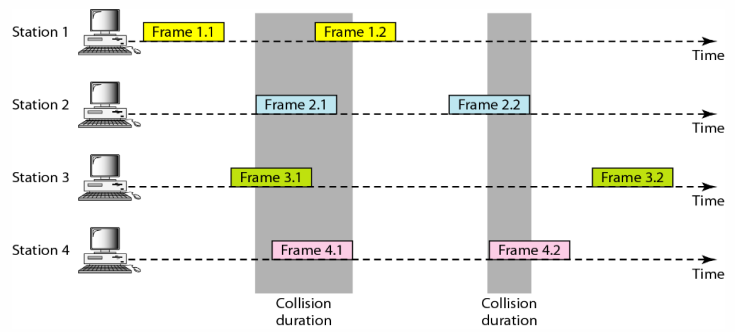 Station 1
Frame 1.1
Frame 1.2
Time
Station 2
Frame 2.1
Frame 2.2
Time
Station 3
Frame 3.1
Frame 3.2
Time
Station 4
Frame 4.1
Frame 4.2
Time
Collision
duration
Collision
duration